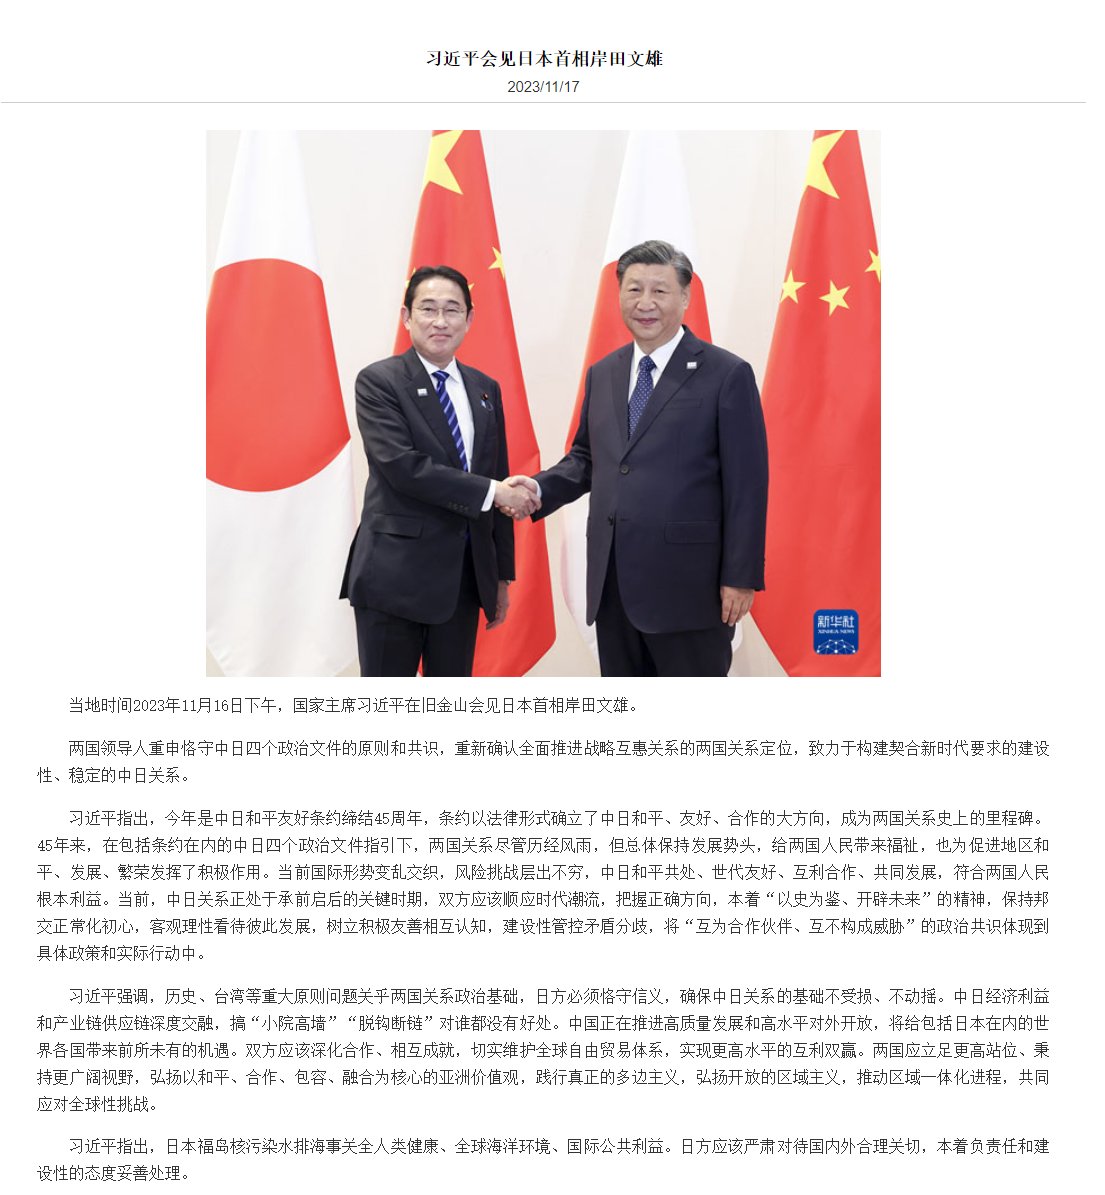 习近平会见日本首相岸田文雄
2023/11/17
新华社
XINHUA NEWS
当地时间2023年11月16日下午，国家主席习近平在旧金山会见日本首相岸田文雄。
两国领导人重申恪守中日四个政治文件的原则和共识，重新确认全面推进战略互惠关系的两国关系定位，致力于构建契合新时代要求的建设
性、稳定的中日关系。
习近平指出，今年是中日和平友好条约缔结45周年，条约以法律形式确立了中日和平、友好、合作的大方向，成为两国关系史上的里程碑。
45年来，在包括条约在内的中日四个政治文件指引下，两国关系尽管历经风雨，但总体保持发展势头，给两国人民带来福祉，也为促进地区和
平、发展、繁荣发挥了积极作用。当前国际形势变乱交织，风险挑战层出不穷，中日和平共处、世代友好、互利合作、共同发展，符合两国人民
根本利益。当前，中日关系正处于承前启后的关键时期，双方应该顺应时代潮流，把握正确方向，本着“以史为鉴、开辟未来”的精神，保持邦
交正常化初心，客观理性看待彼此发展，树立积极友善相互认知，建设性管控矛盾分歧，将“互为合作伙伴、互不构成威胁”的政治共识体现到
具体政策和实际行动中。
习近平强调，历史、台湾等重大原则问题关乎两国关系政治基础，日方必须恪守信义，确保中日关系的基础不受损、不动摇。中日经济利益
和产业链供应链深度交融，搞“小院高墙”“脱钩断链”对谁都没有好处。中国正在推进高质量发展和高水平对外开放，将给包括日本在内的世
界各国带来前所未有的机遇。双方应该深化合作、相互成就，切实维护全球自由贸易体系，实现更高水平的互利双赢。两国应立足更高站位、秉
持更广阔视野，弘扬以和平、合作、包容、融合为核心的亚洲价值观，践行真正的多边主义，弘扬开放的区域主义，推动区域一体化进程，共同
应对全球性挑战。
习近平指出，日本福岛核污染水排海事关全人类健康、全球海洋环境、国际公共利益。日方应该严肃对待国内外合理关切，本着负责任和建
设性的态度妥善处理。